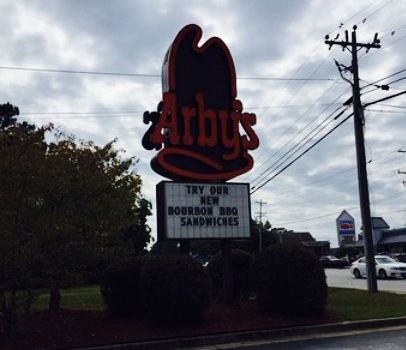 Arby's
TRY OUR
NEW
BOURBON BBQ
SANDWICHES